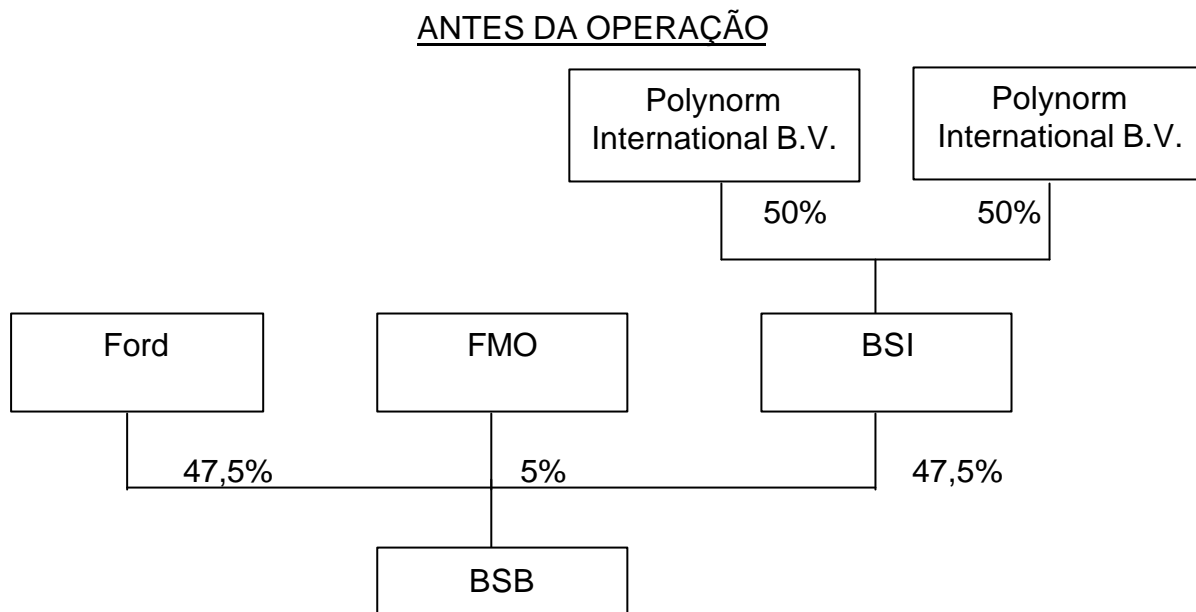 ANTES DA OPERAÇÃO
Polynorm
International B.V.
Polynorm
International B.V.
50%
50%
Ford
FMO
BSI
47,5%
5%
47,5%
BSB